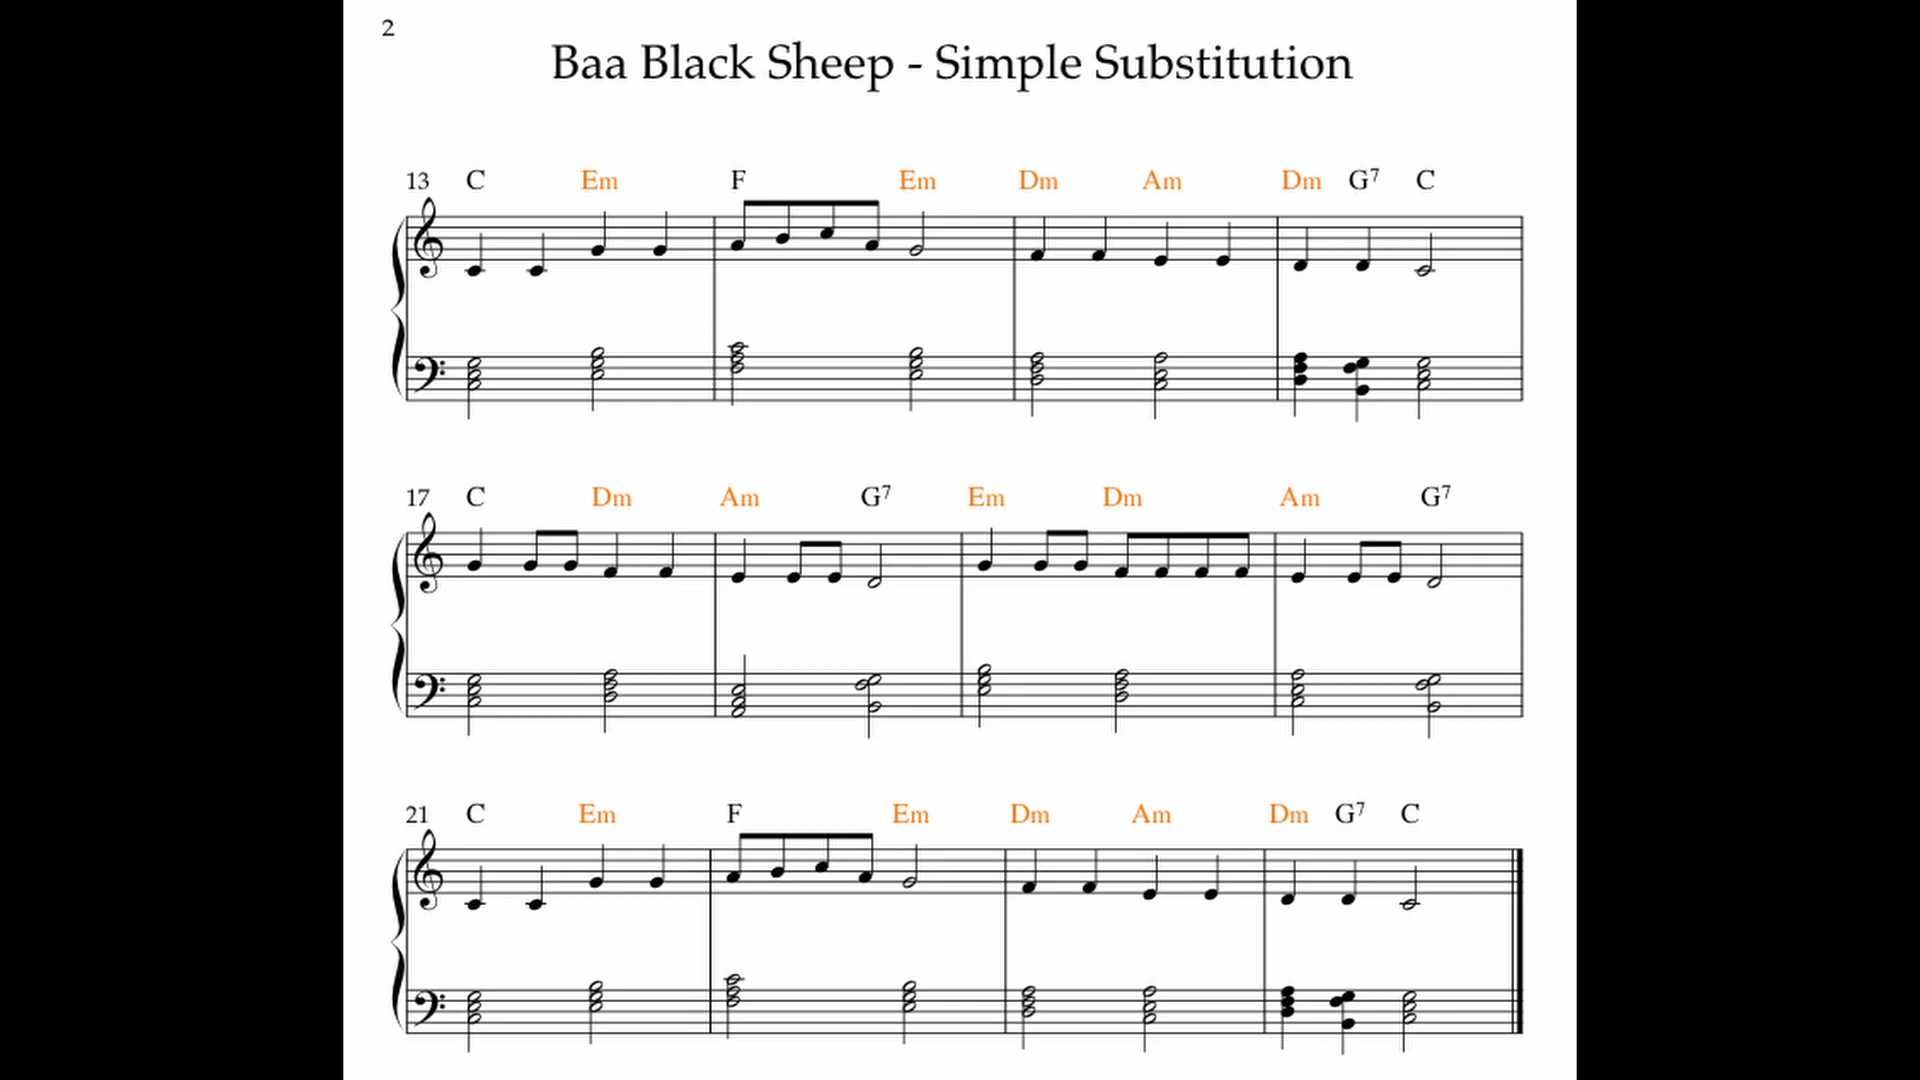 2
Baa Black Sheep - Simple Substitution
13 C Em F Em Dm Am Dm G7 C
17 C Dm Am G7 Em Dm Am G7
21 C Em F Em Dm Am Dm G7 C